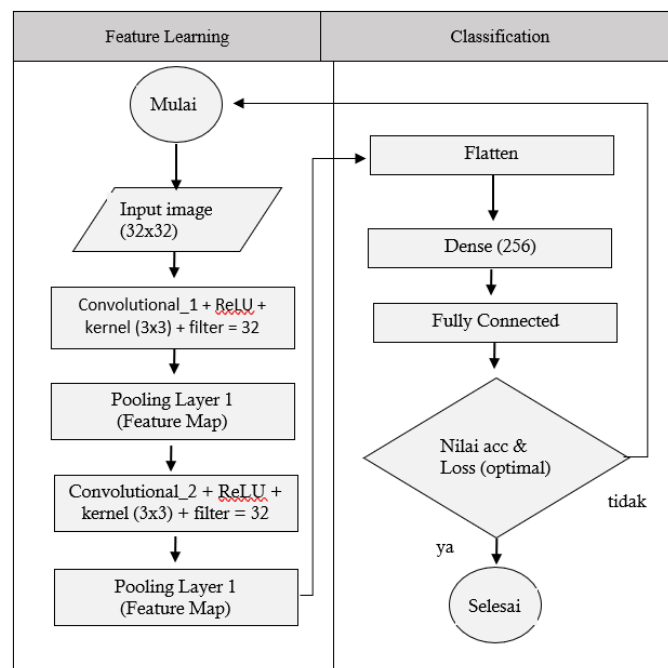 Feature Learning
Classification
Mulai
Input image
(32x32)
Convolutional_1 + ReLU +
kernel (3x3) + filter = 32
Pooling Layer 1
(Feature Map)
Convolutional_2 + ReLU +
kernel (3x3) + filter = 32
Pooling Layer 1
(Feature Map)
Flatten
Dense (256)
Fully Connected
Nilai acc &
Loss (optimal)
tidak
ya
Selesai